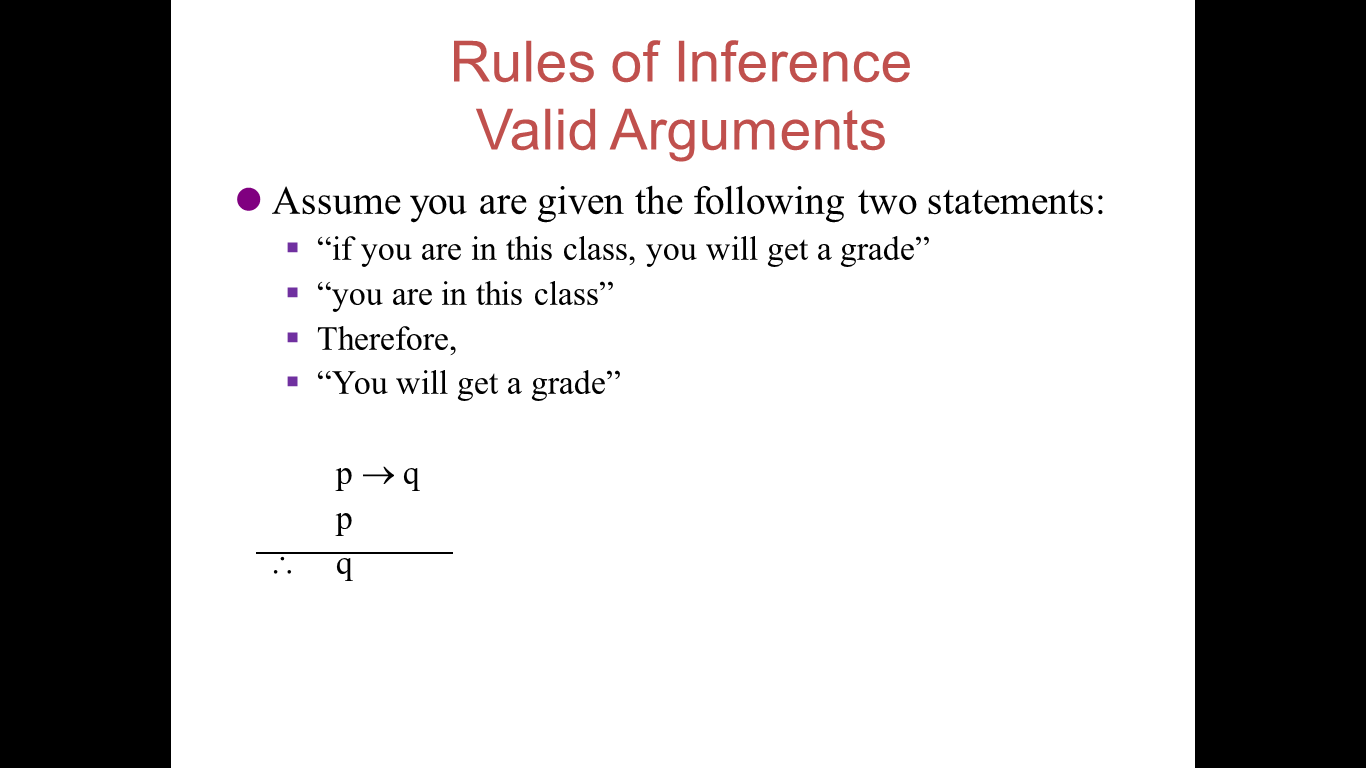 Rules of Inference
Valid Arguments
Assume you are given the following two statements:
“if you are in this class, you will get a grade”
“you are in this class”
Therefore,
“You will get a grade”
p → q
p
∴ q